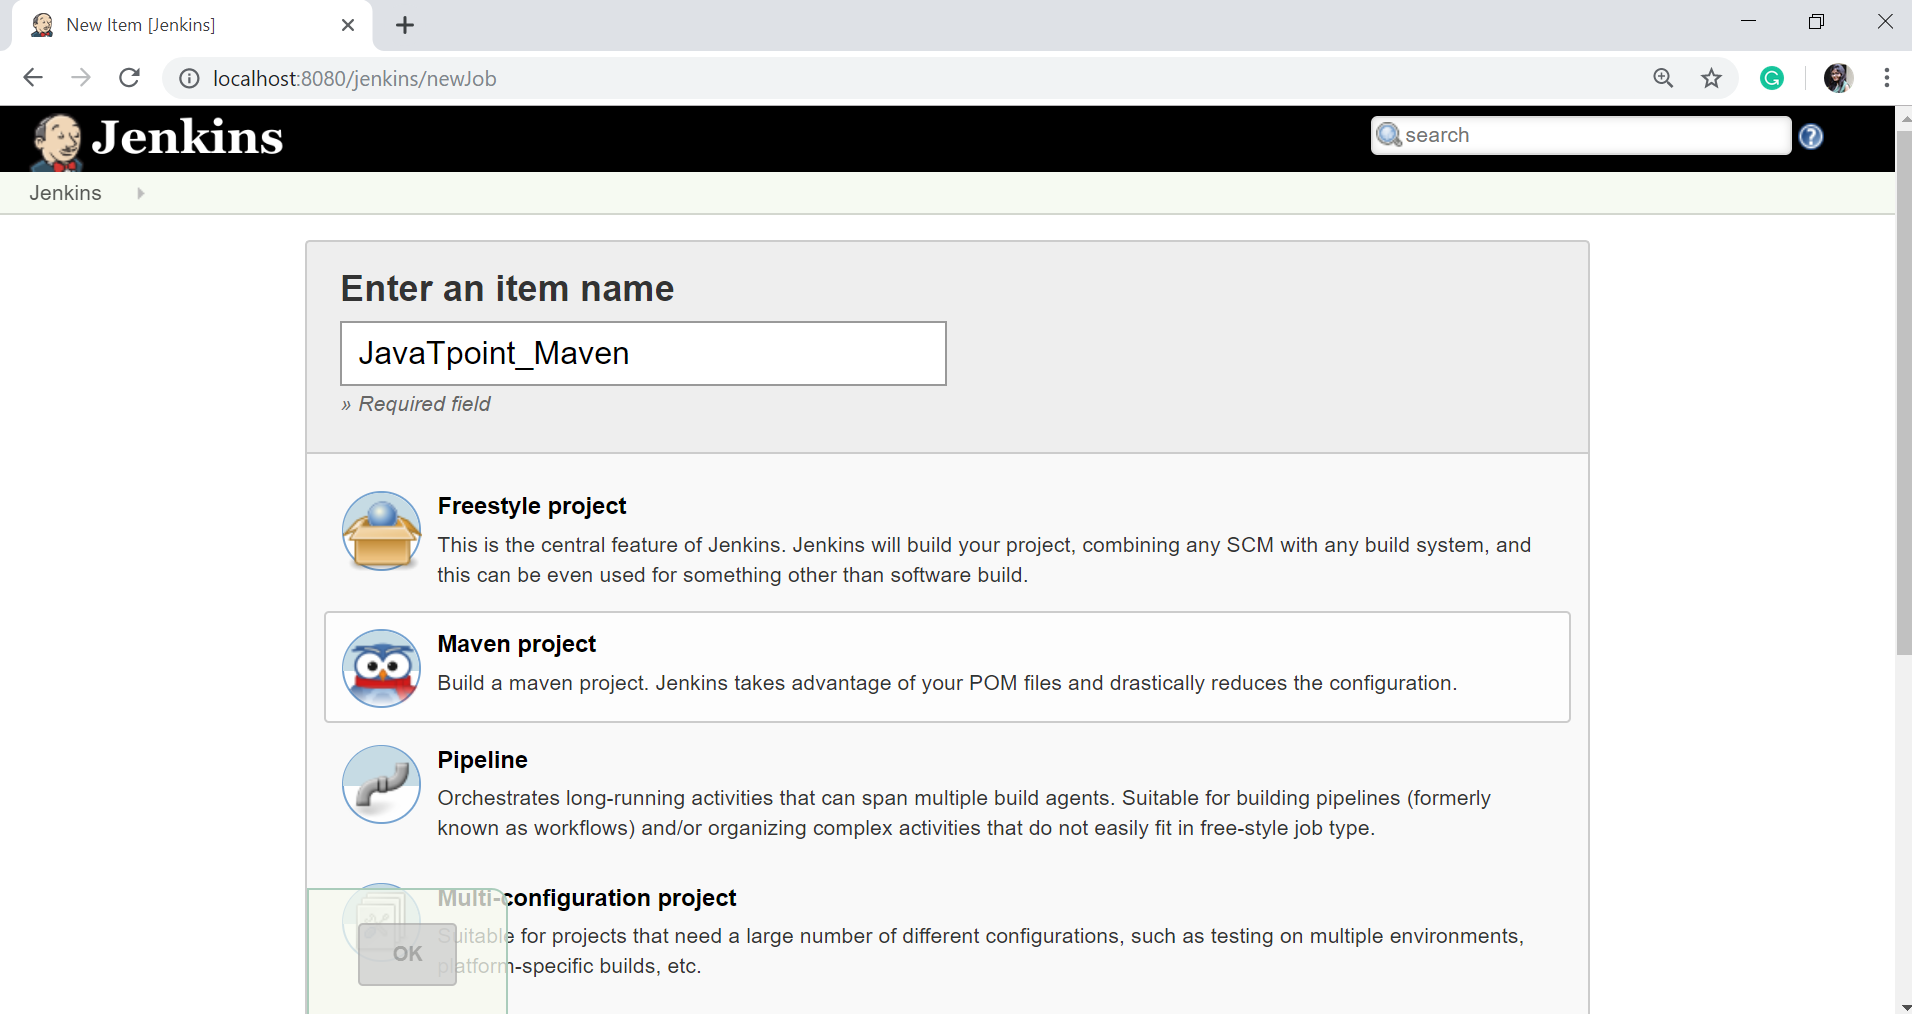 New Item [Jenkins]
localhost:8080/jenkins/newJob
Jenkins
search
Jenkins
Enter an item name
JavaTpoint_Maven
» Required field
Freestyle project
This is the central feature of Jenkins. Jenkins will build your project, combining any SCM with any build system, and
this can be even used for something other than software build.
Maven project
Build a maven project. Jenkins takes advantage of your POM files and drastically reduces the configuration.
Pipeline
Orchestrates long-running activities that can span multiple build agents. Suitable for building pipelines (formerly
known as workflows) and/or organizing complex activities that do not easily fit in free-style job type.
Multi-configuration project
Suitable for projects that need a large number of different configurations, such as testing on multiple environments,
platform-specific builds, etc.
OK